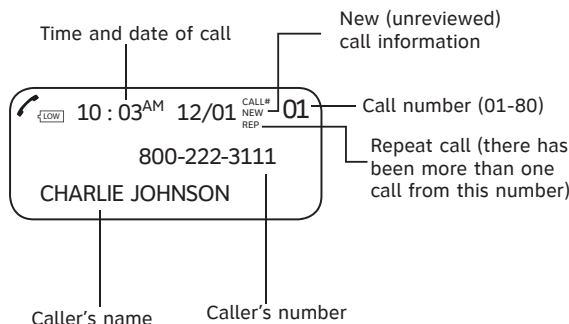 Time and date of call
New (unreviewed)
call information
LOW 10 : 03AM 12/01 CALL# NEW REP 01
Call number (01-80)
800-222-3111
Repeat call (there has
been more than one
call from this number)
CHARLIE JOHNSON
Caller's name
Caller's number